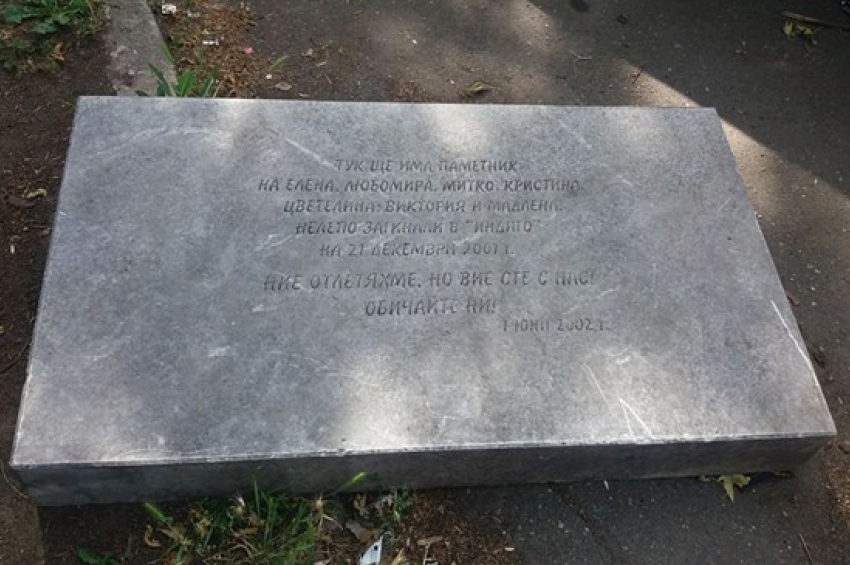 ТУК ЩЕ ИМА ПАМЕТНИК
НА ЕЛЕНА, ЛЮБОМИРА, МИТКО, КРИСТИНО,
ЦВЕТЕЛИНА, ВИКТОРИЯ И МАДЛЕНА,
НЕЛЕПО ЗАГИНАЛИ В "ИНДИГО"
НА 21 ДЕКЕМВРИ 2001 г.
НИЕ ОТЛЕТЯХМЕ, НО ВИЕ СТЕ С НАС!
ОБИЧАЙТЕ НИ!
1 ЮНИ 2002 г.